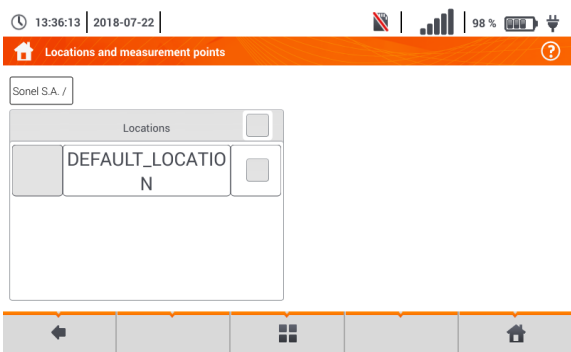 13:36:13 2018-07-22 98 %
Locations and measurement points ?
Sonel S.A. /
Locations
DEFAULT_LOCATIO
N